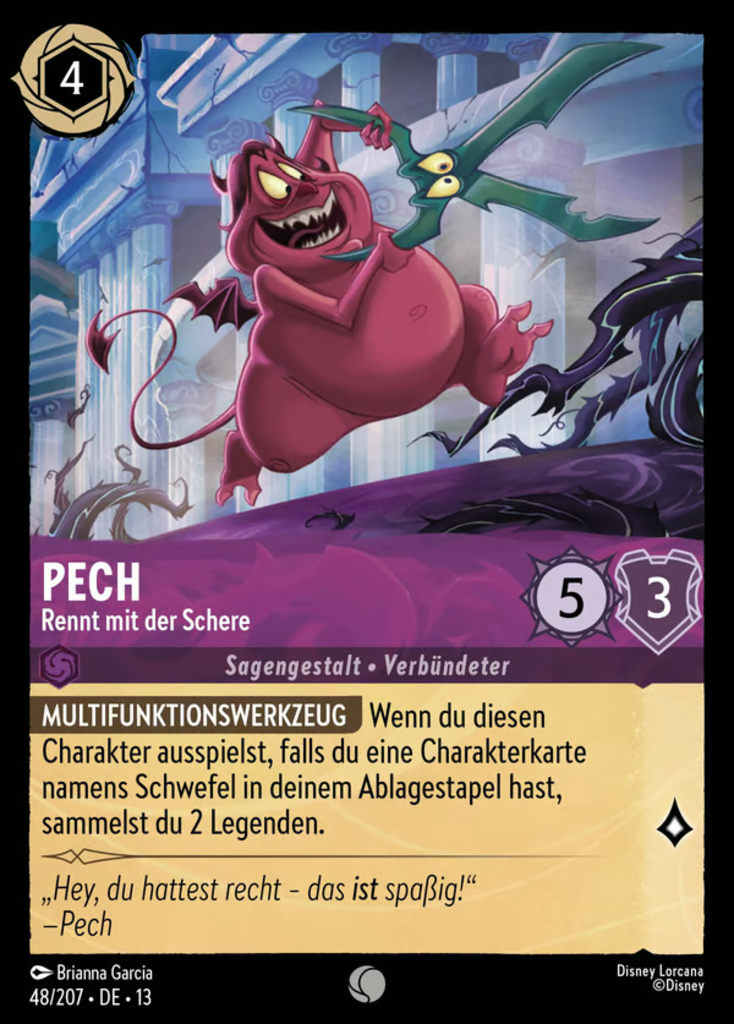 4
PECH
Rennt mit der Schere
5
3
Sagengestalt • Verbündeter
MULTIFUNKTIONSWERKZEUG Wenn du diesen
Charakter ausspielst, falls du eine Charakterkarte
namens Schwefel in deinem Ablagestapel hast,
sammelst du 2 Legenden.
„Hey, du hattest recht – das ist spaßig!“
–Pech
Brianna Garcia
48/207 • DE • 13
Disney Lorcana
©Disney